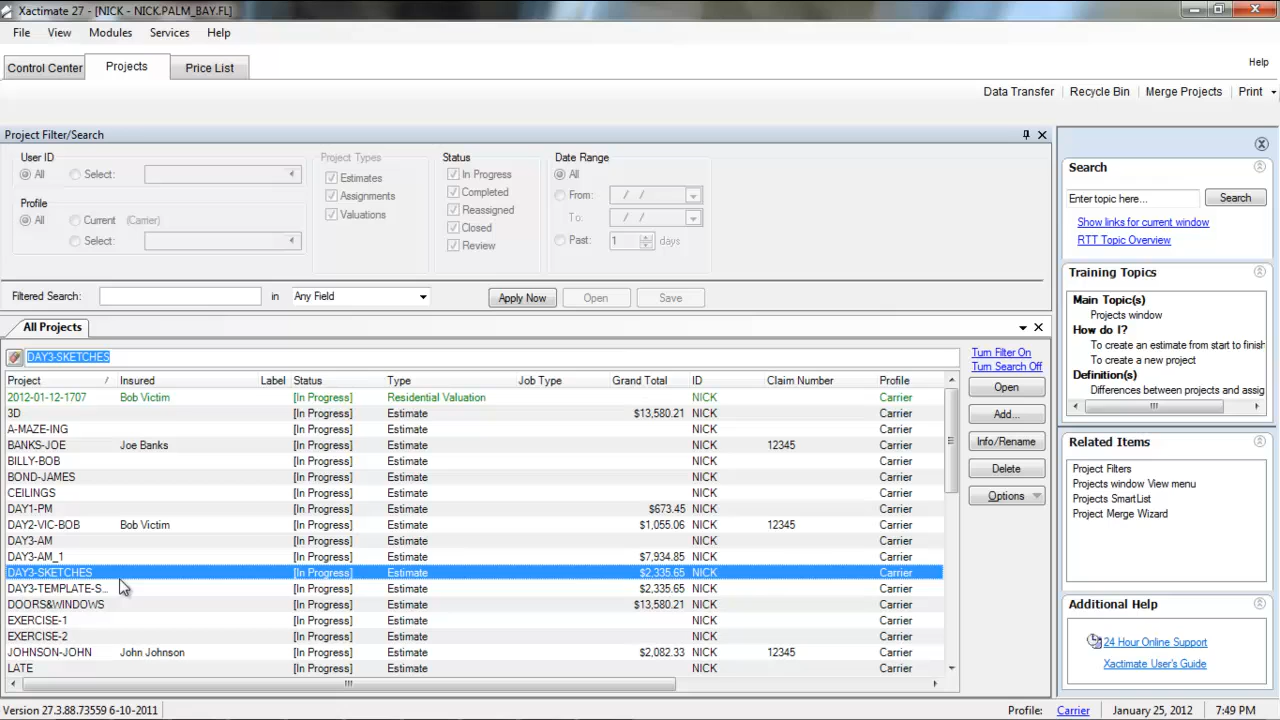 Xactimate 27 - [NICK - NICK.PALM_BAY.FL]
File View Modules Services Help
Control Center Projects Price List Help
Data Transfer Recycle Bin Merge Projects Print
Project Filter/Search
User ID Project Types Status Date Range
All Select: Estimates In Progress All
Assignments Completed From: / /
Profile Valuations Reassigned To: / /
All Current (Carrier) Closed
Select: Review Past: 1 days
Filtered Search: in Any Field Apply Now Open Save
All Projects
DAY3-SKETCHES
Turn Filter On
Turn Search Off
Project / Insured Label Status Type Job Type Grand Total ID Claim Number Profile
2012-01-12-1707 Bob Victim [In Progress] Residential Valuation NICK Carrier
3D [In Progress] Estimate $13,580.21 NICK Carrier
A-MAZE-ING [In Progress] Estimate NICK Carrier
BANKS-JOE Joe Banks [In Progress] Estimate NICK 12345 Carrier
BILLY-BOB [In Progress] Estimate NICK Carrier
BOND-JAMES [In Progress] Estimate NICK Carrier
CEILINGS [In Progress] Estimate NICK Carrier
DAY1-PM [In Progress] Estimate $673.45 NICK Carrier
DAY2-VIC-BOB Bob Victim [In Progress] Estimate $1,055.06 NICK 12345 Carrier
DAY3-AM [In Progress] Estimate NICK Carrier
DAY3-AM_1 [In Progress] Estimate $7,934.85 NICK Carrier
DAY3-SKETCHES [In Progress] Estimate $2,335.65 NICK Carrier
DAY3-TEMPLATE-S... [In Progress] Estimate $2,335.65 NICK Carrier
DOORS&WINDOWS [In Progress] Estimate $13,580.21 NICK Carrier
EXERCISE-1 [In Progress] Estimate NICK Carrier
EXERCISE-2 [In Progress] Estimate NICK Carrier
JOHNSON-JOHN John Johnson [In Progress] Estimate $2,082.33 NICK 12345 Carrier
LATE [In Progress] Estimate NICK Carrier
Open
Add...
Info/Rename
Delete
Options
Search
Enter topic here... Search
Show links for current window
RTT Topic Overview
Training Topics
Main Topic(s)
Projects window
How do I?
To create an estimate from start to finish
To create a new project
Definition(s)
Differences between projects and assig
Related Items
Project Filters
Projects window View menu
Projects SmartList
Project Merge Wizard
Additional Help
24 Hour Online Support
Xactimate User's Guide
Version 27.3.88.73559 6-10-2011 Profile: Carrier January 25, 2012 7:49 PM